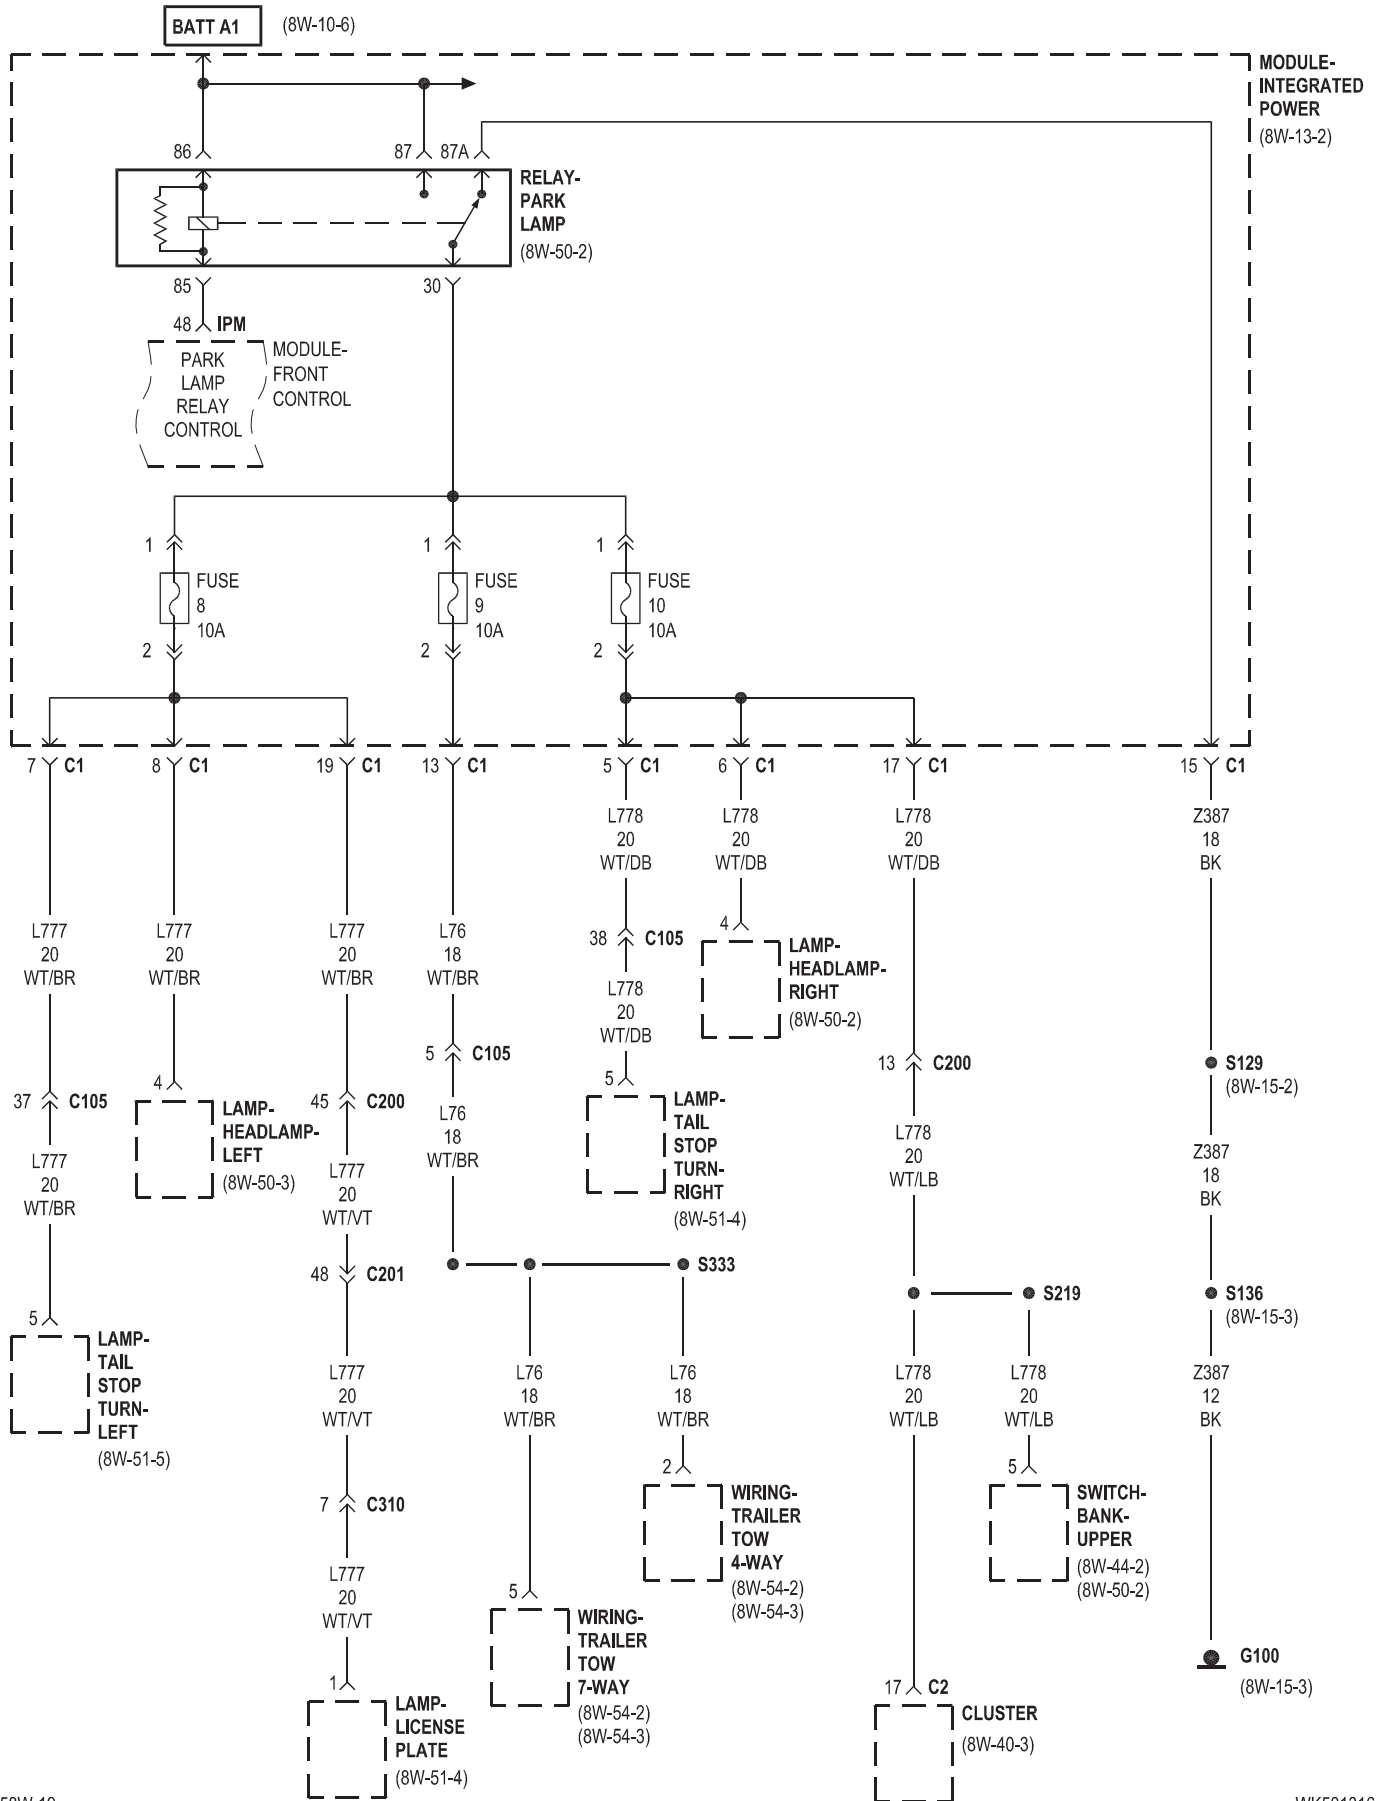 BATT A1 (8W-10-6)
MODULE-
INTEGRATED
POWER
(8W-13-2)
86
87
87A
RELAY-
PARK
LAMP
(8W-50-2)
85
30
48 IPM
PARK
LAMP
RELAY
CONTROL
MODULE-
FRONT
CONTROL
1
FUSE
8
10A
2
1
FUSE
9
10A
2
1
FUSE
10
10A
2
7 C1
8 C1
19 C1
13 C1
5 C1
6 C1
17 C1
15 C1
L778
20
WT/DB
L778
20
WT/DB
L778
20
WT/DB
Z387
18
BK
L777
20
WT/BR
L777
20
WT/BR
L777
20
WT/BR
L76
18
WT/BR
38 C105
L778
20
WT/DB
4
LAMP-
HEADLAMP-
RIGHT
(8W-50-2)
5 C105
13 C200
S129
(8W-15-2)
37 C105
4
LAMP-
HEADLAMP-
LEFT
(8W-50-3)
45 C200
L76
18
WT/BR
5
LAMP-
TAIL
STOP
TURN-
RIGHT
(8W-51-4)
L778
20
WT/LB
Z387
18
BK
L777
20
WT/BR
L777
20
WT/VT
48 C201
S333
S219
S136
(8W-15-3)
5
LAMP-
TAIL
STOP
TURN-
LEFT
(8W-51-5)
L777
20
WT/VT
L76
18
WT/BR
L76
18
WT/BR
L778
20
WT/LB
L778
20
WT/LB
Z387
12
BK
7 C310
2
WIRING-
TRAILER
TOW
4-WAY
(8W-54-2)
(8W-54-3)
5
SWITCH-
BANK-
UPPER
(8W-44-2)
(8W-50-2)
L777
20
WT/VT
5
WIRING-
TRAILER
TOW
7-WAY
(8W-54-2)
(8W-54-3)
G100
(8W-15-3)
1
LAMP-
LICENSE
PLATE
(8W-51-4)
17 C2
CLUSTER
(8W-40-3)